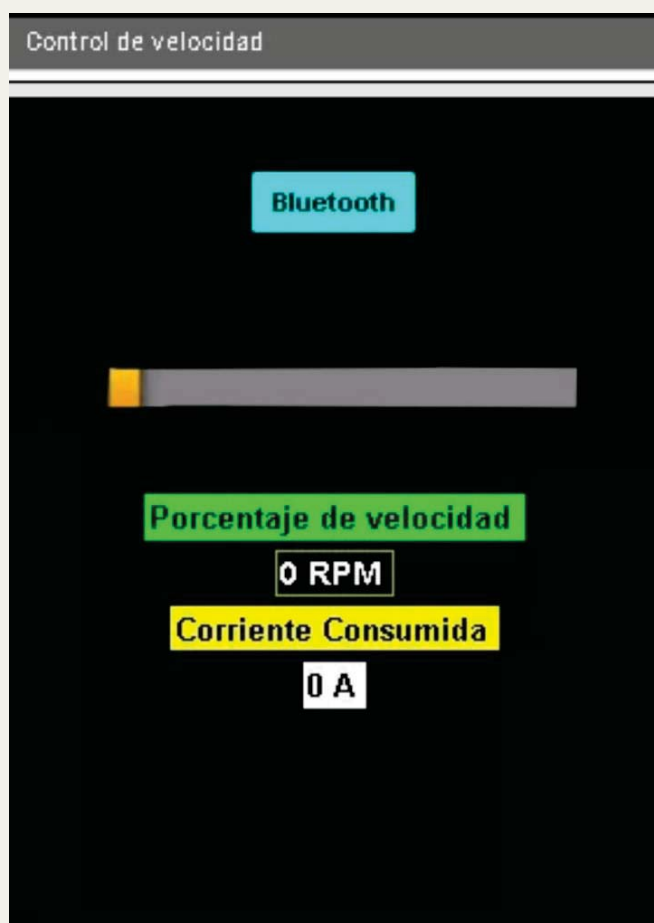 Control de velocidad
Bluetooth
Porcentaje de velocidad
0 RPM
Corriente Consumida
0 A